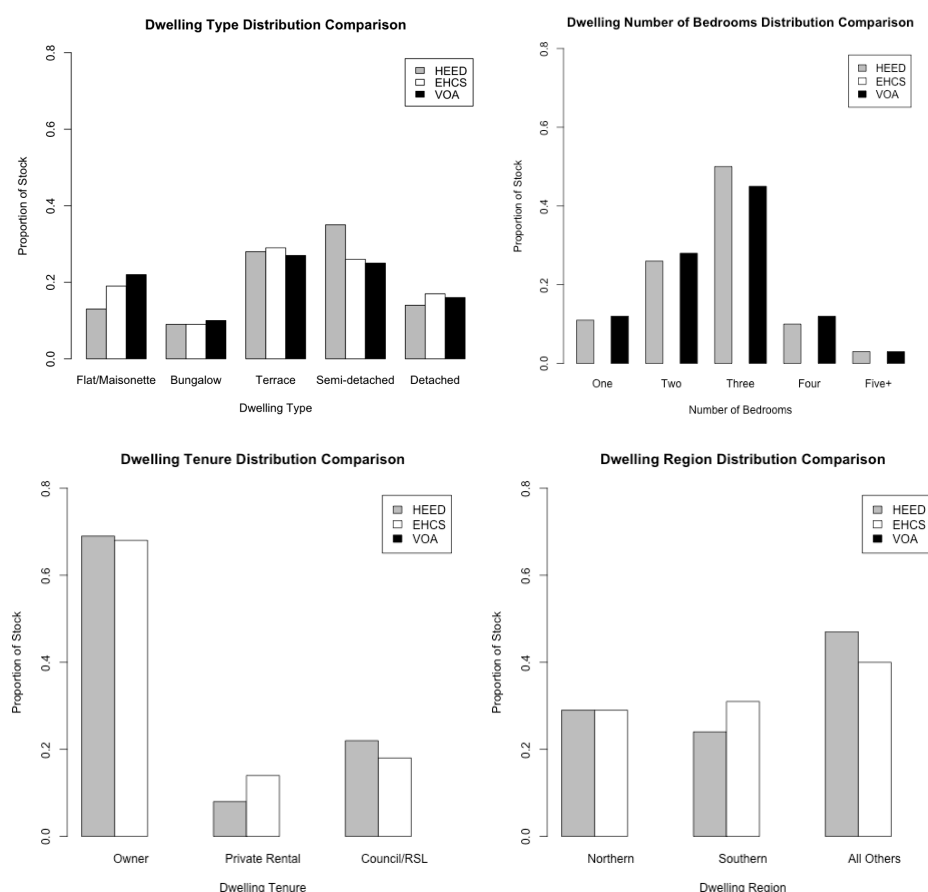 Dwelling Type Distribution Comparison
0.8
0.6
0.4
0.2
0.0
Proportion of Stock
HEED
EHCS
VOA
Flat/Maisonette Bungalow Terrace Semi-detached Detached
Dwelling Type
Dwelling Number of Bedrooms Distribution Comparison
0.8
0.6
0.4
0.2
0.0
Proportion of Stock
HEED
EHCS
VOA
One Two Three Four Five+
Number of Bedrooms
Dwelling Tenure Distribution Comparison
0.8
0.6
0.4
0.2
0.0
Proportion of Stock
HEED
EHCS
VOA
Owner Private Rental Council/RSL
Dwelling Tenure
Dwelling Region Distribution Comparison
0.8
0.6
0.4
0.2
0.0
Proportion of Stock
HEED
EHCS
VOA
Northern Southern All Others
Dwelling Region